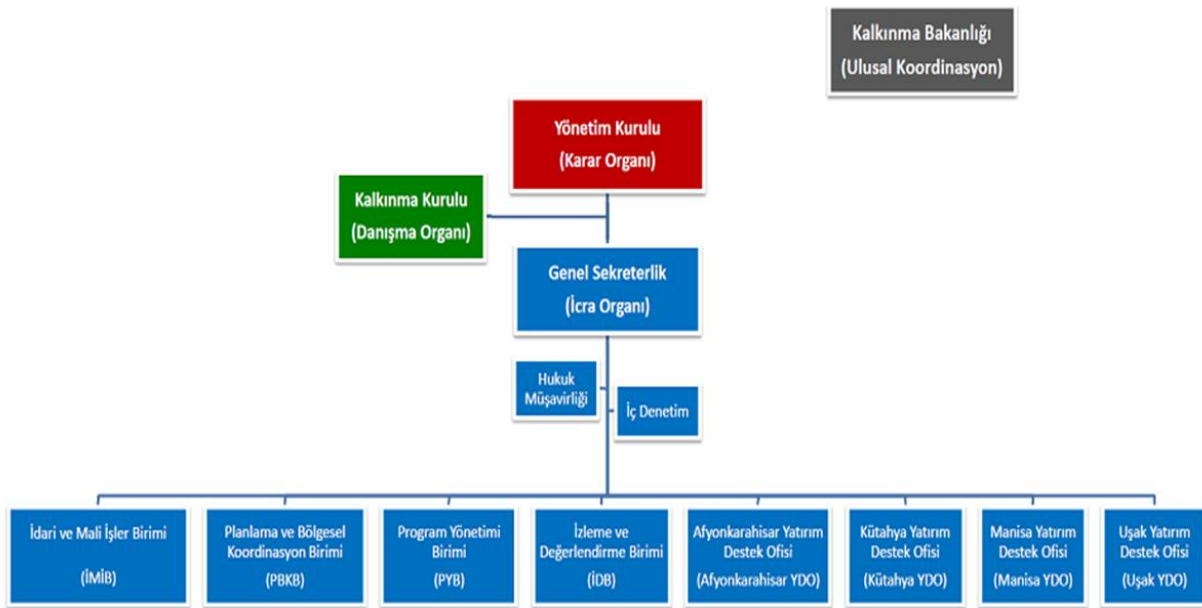 Kalkınma Bakanlığı
(Ulusal Koordinasyon)
Yönetim Kurulu
(Karar Organı)
Kalkınma Kurulu
(Danışma Organı)
Genel Sekreterlik
(İcra Organı)
Hukuk
Müşavirliği
İç Denetim
İdari ve Mali İşler Birimi
(İMİB)
Planlama ve Bölgesel
Koordinasyon Birimi
(PBKB)
Program Yönetimi
Birimi
(PYB)
İzleme ve
Değerlendirme Birimi
(İDB)
Afyonkarahisar Yatırım
Destek Ofisi
(Afyonkarahisar YDO)
Kütahya Yatırım
Destek Ofisi
(Kütahya YDO)
Manisa Yatırım
Destek Ofisi
(Manisa YDO)
Uşak Yatırım
Destek Ofisi
(Uşak YDO)